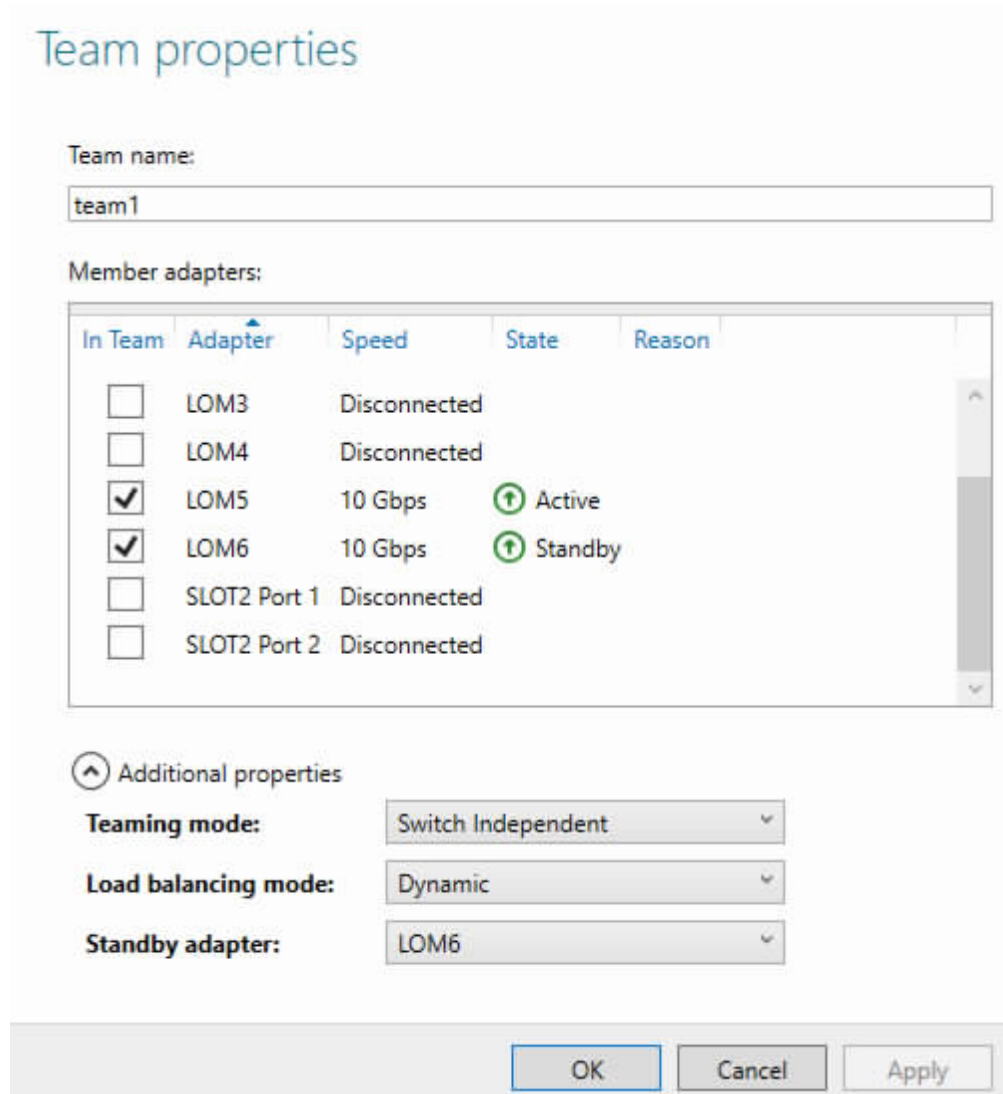 Team properties
Team name:
team1
Member adapters:
In Team Adapter Speed State Reason
LOM3 Disconnected
LOM4 Disconnected
LOM5 10 Gbps Active
LOM6 10 Gbps Standby
SLOT2 Port 1 Disconnected
SLOT2 Port 2 Disconnected
Additional properties
Teaming mode: Switch Independent
Load balancing mode: Dynamic
Standby adapter: LOM6
OK Cancel Apply